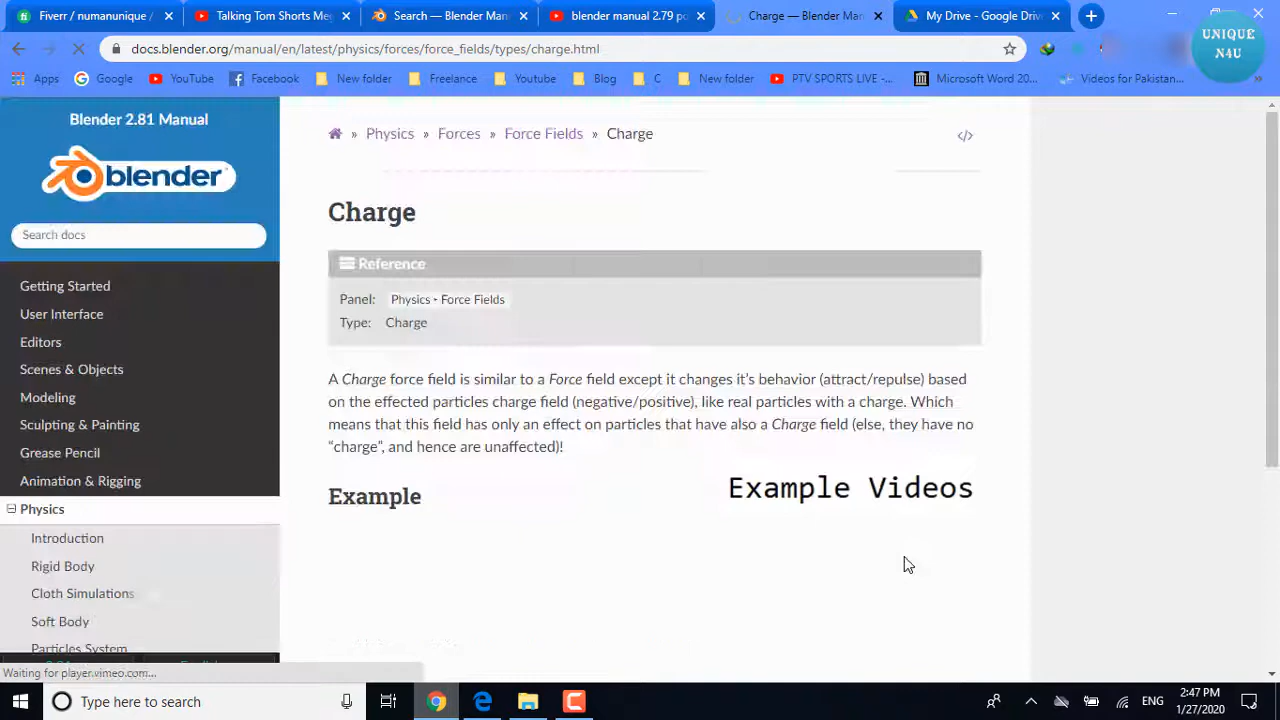 Fiverr / numanunique /
Talking Tom Shorts Me
Search — Blender Man
blender manual 2.79 po
Charge — Blender Man
My Drive - Google Driv
docs.blender.org/manual/en/latest/physics/forces/force_fields/types/charge.html
UNIQUE
N4U
Apps
Google
YouTube
Facebook
New folder
Freelance
Youtube
Blog
C
New folder
PTV SPORTS LIVE -...
Microsoft Word 20...
Videos for Pakistan...
Blender 2.81 Manual
blender
Search docs
Getting Started
User Interface
Editors
Scenes & Objects
Modeling
Sculpting & Painting
Grease Pencil
Animation & Rigging
Physics
Introduction
Rigid Body
Cloth Simulations
Soft Body
Particles System
» Physics » Forces » Force Fields » Charge
Charge
Reference
Panel: Physics ‣ Force Fields
Type: Charge
A Charge force field is similar to a Force field except it changes it's behavior (attract/repulse) based
on the effected particles charge field (negative/positive), like real particles with a charge. Which
means that this field has only an effect on particles that have also a Charge field (else, they have no
“charge”, and hence are unaffected)!
Example
Example Videos
Waiting for player.vimeo.com...
Type here to search
ENG
2:47 PM
1/27/2020